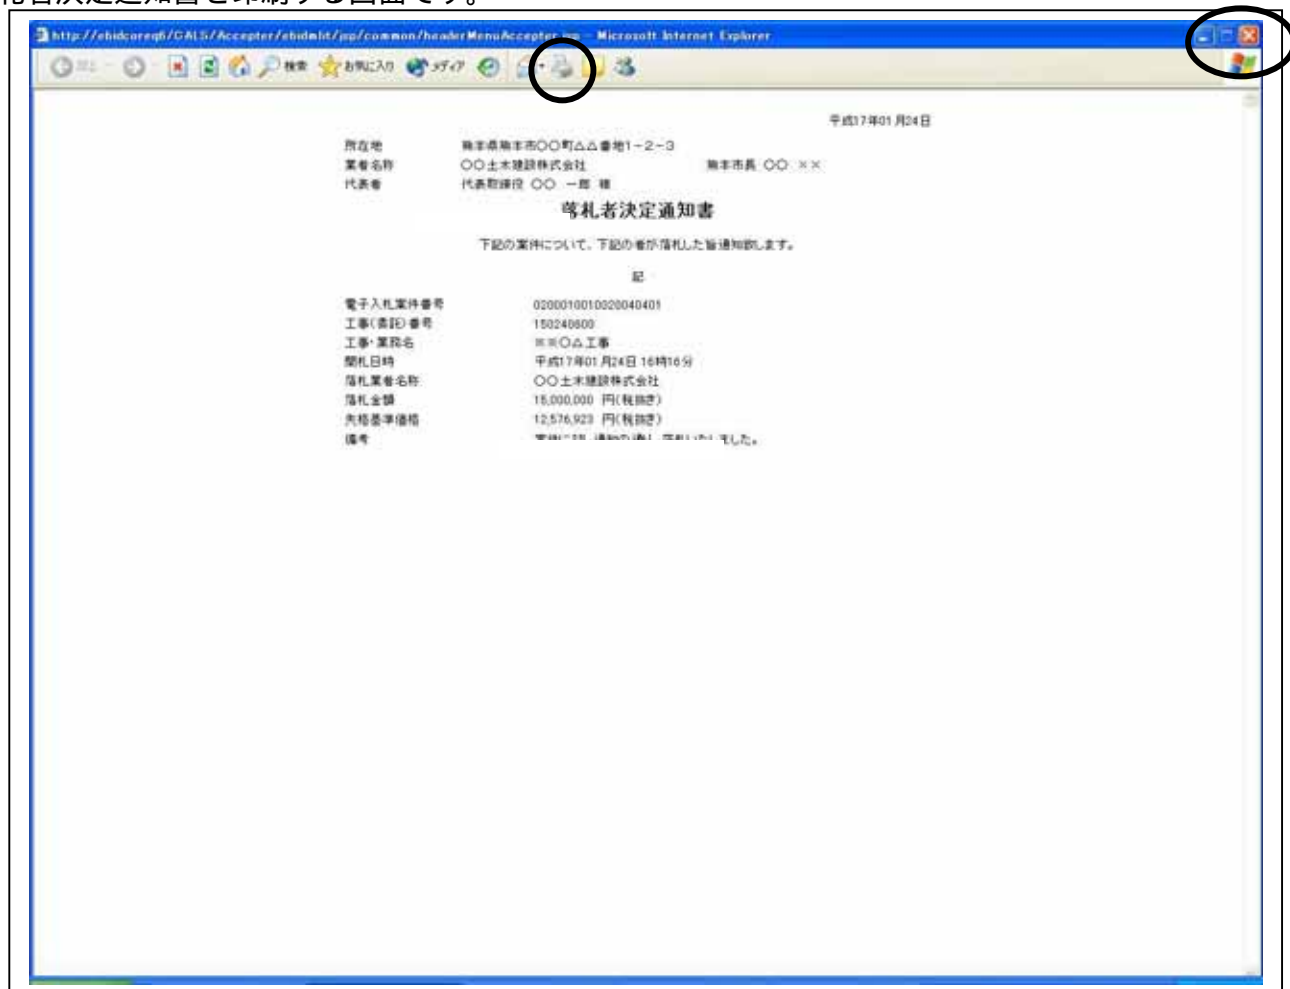 札者決定通知書を印刷する画面です。
http://ebidcoreq6/CALS/Accepter/ebidmlit/jsp/common/headerMenuAccepter.jsp - Microsoft Internet Explorer
検索 お気に入り メディア
平成17年01月24日
所在地 熊本県熊本市〇〇町△△番地1-2-3
業者名称 〇〇土木建設株式会社 熊本市長 〇〇 ××
代表者 代表取締役 〇〇 一郎 様
落札者決定通知書
下記の案件について、下記の者が落札した旨通知致します。
記
電子入札案件番号 0200010010020040401
工事(委託)番号 150240600
工事・業務名 ※※〇△工事
開札日時 平成17年01月24日 16時16分
落札業者名称 〇〇土木建設株式会社
落札金額 15,000,000 円(税抜き)
失格基準価格 12,576,923 円(税抜き)
備考 落札いたしました。